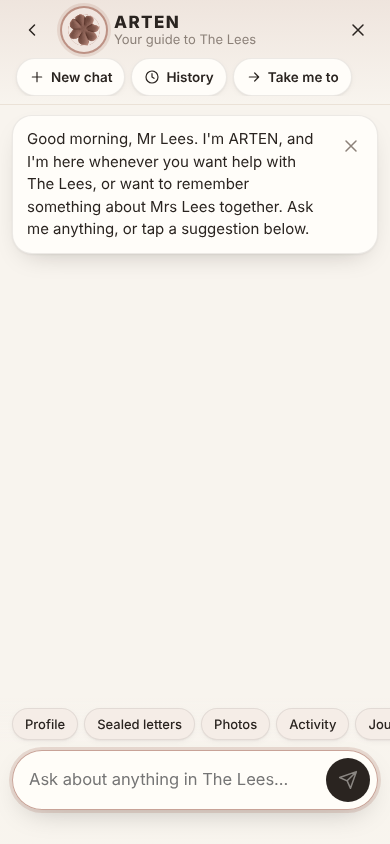 ARTEN
Your guide to The Lees
New chat
History
Take me to
Good morning, Mr Lees. I'm ARTEN, and
I'm here whenever you want help with
The Lees, or want to remember
something about Mrs Lees together. Ask
me anything, or tap a suggestion below.
Profile
Sealed letters
Photos
Activity
Jou
Ask about anything in The Lees...